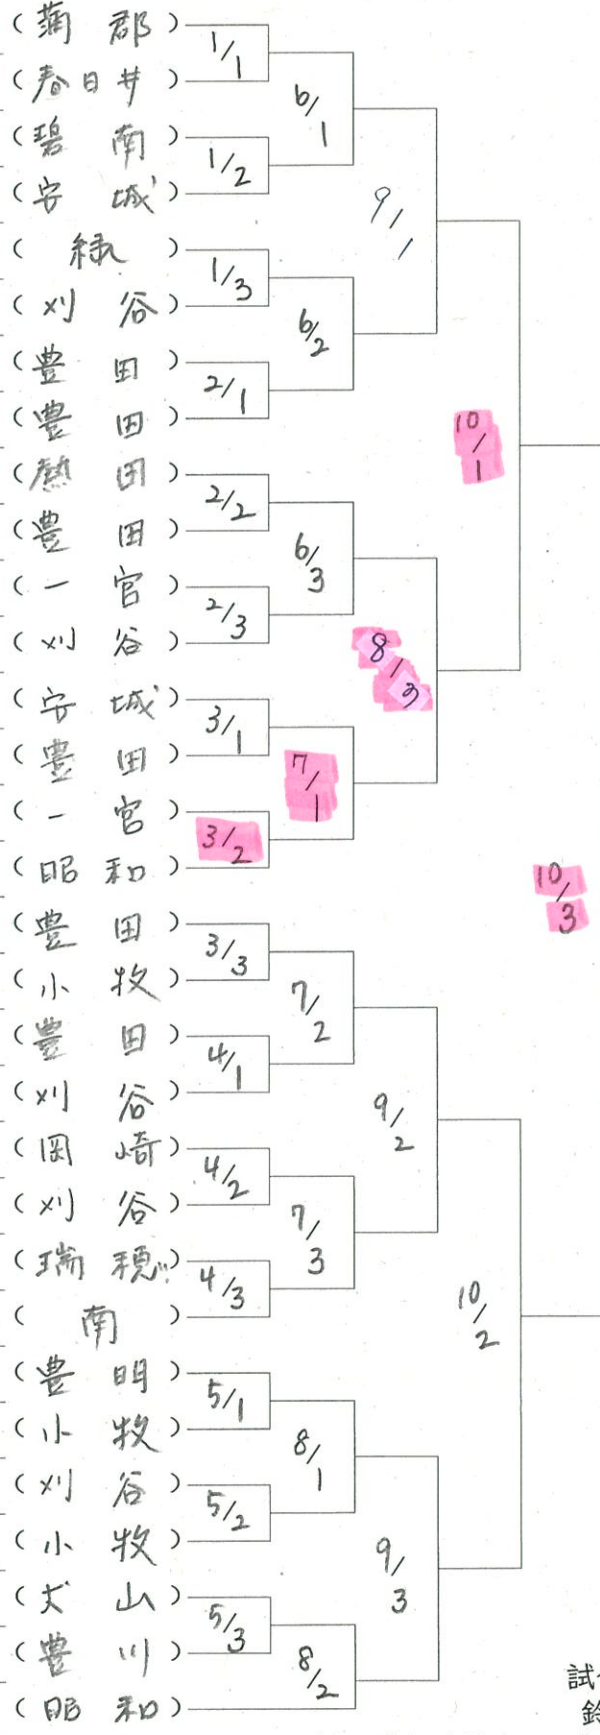 (蒲郡)
1/1
(春日井)
6/1
(碧南)
1/2
(安城)
9/1
(緑)
1/3
(刈谷)
6/2
(豊田)
2/1
(豊田)
10/1
(熱田)
2/2
(豊田)
6/3
(一宮)
2/3
(刈谷)
8/3
(安城)
3/1
(豊田)
7/1
(一宮)
3/2
(昭和)
10/3
(豊田)
3/3
(小牧)
7/2
(豊田)
4/1
(刈谷)
9/2
(岡崎)
4/2
(刈谷)
7/3
(瑞穂)
4/3
(南)
10/2
(豊明)
5/1
(小牧)
8/1
(刈谷)
5/2
(小牧)
9/3
(犬山)
5/3
(豊川)
8/2
(昭和)
試